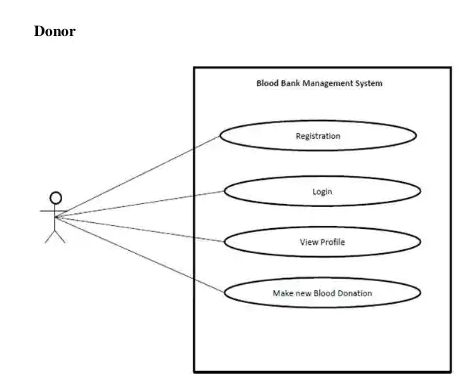 Donor
Blood Bank Management System
Registration
Login
View Profile
Make new Blood Donation